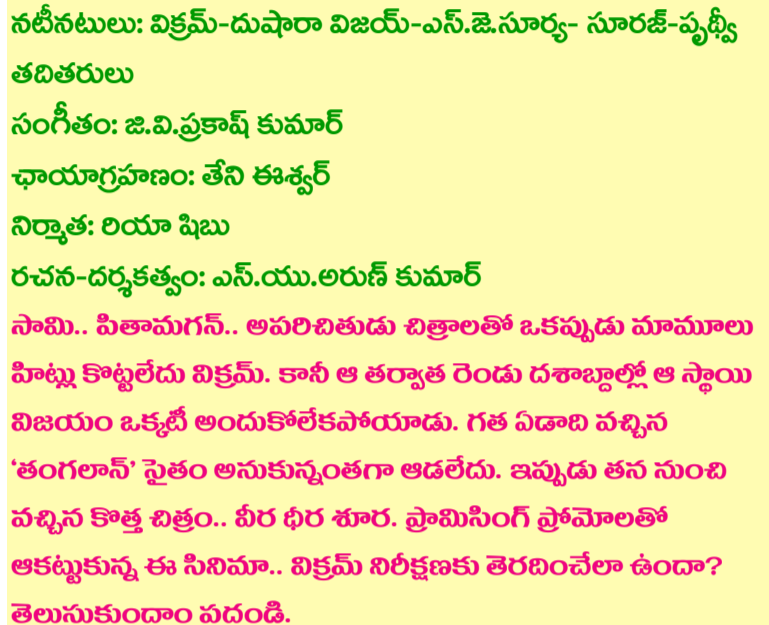 నటీనటులు: విక్రమ్-దుషారా విజయ్-ఎస్.జె.సూర్య- సూరజ్-పృథ్వీ
తదితరులు
సంగీతం: జి.వి.ప్రకాష్ కుమార్
ఛాయాగ్రహణం: తేని ఈశ్వర్
నిర్మాత: రియా షిబు
రచన-దర్శకత్వం: ఎస్.యు.అరుణ్ కుమార్
సామి.. పితామగన్.. అపరిచితుడు చిత్రాలతో ఒకప్పుడు మామూలు
హిట్లు కొట్టలేదు విక్రమ్. కానీ ఆ తర్వాత రెండు దశాబ్దాల్లో ఆ స్థాయి
విజయం ఒక్కటీ అందుకోలేకపోయాడు. గత ఏడాది వచ్చిన
‘తంగలాన్’ సైతం అనుకున్నంతగా ఆడలేదు. ఇప్పుడు తన నుంచి
వచ్చిన కొత్త చిత్రం.. వీర ధీర శూర. ప్రామిసింగ్ ప్రోమోలతో
ఆకట్టుకున్న ఈ సినిమా.. విక్రమ్ నిరీక్షణకు తెరదించేలా ఉందా?
తెలుసుకుందాం పదండి.